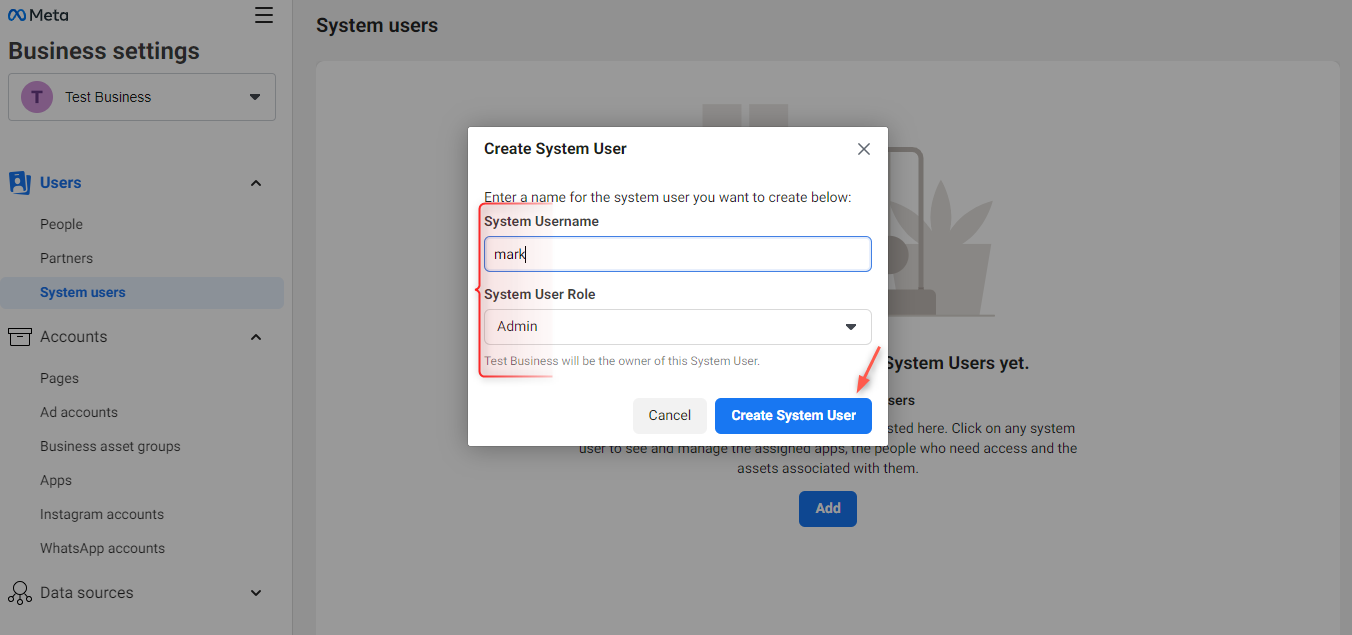 Meta
Business settings
T
Test Business
Users
People
Partners
System users
Accounts
Pages
Ad accounts
Business asset groups
Apps
Instagram accounts
WhatsApp accounts
Data sources
System users
Create System User
Enter a name for the system user you want to create below:
System Username
mark
System User Role
Admin
Test Business will be the owner of this System User.
Cancel
Create System User
System Users yet.
sers
sted here. Click on any system
user to see and manage the assigned apps, the people who need access and the
assets associated with them.
Add